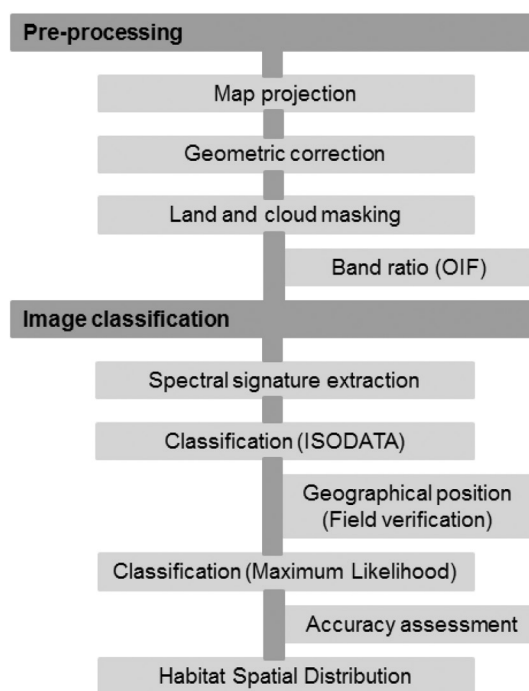 Pre-processing
Map projection
Geometric correction
Land and cloud masking
Band ratio (OIF)
Image classification
Spectral signature extraction
Classification (ISODATA)
Geographical position
(Field verification)
Classification (Maximum Likelihood)
Accuracy assessment
Habitat Spatial Distribution